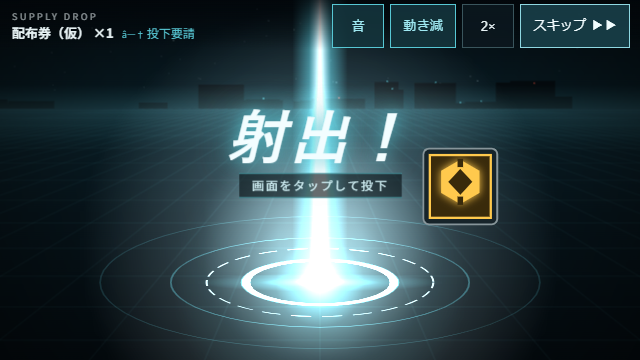 SUPPLY DROP
配布券（仮）×1 â—† 投下要請
音
動き減
2×
スキップ ▶▶
射出！
画面をタップして投下